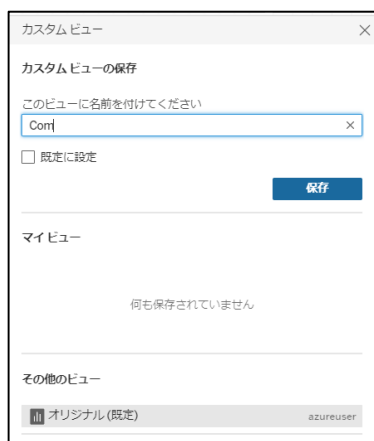 カスタム ビュー
カスタム ビューの保存
このビューに名前を付けてください
Com
既定に設定
保存
マイ ビュー
何も保存されていません
その他のビュー
オリジナル (既定) azureuser